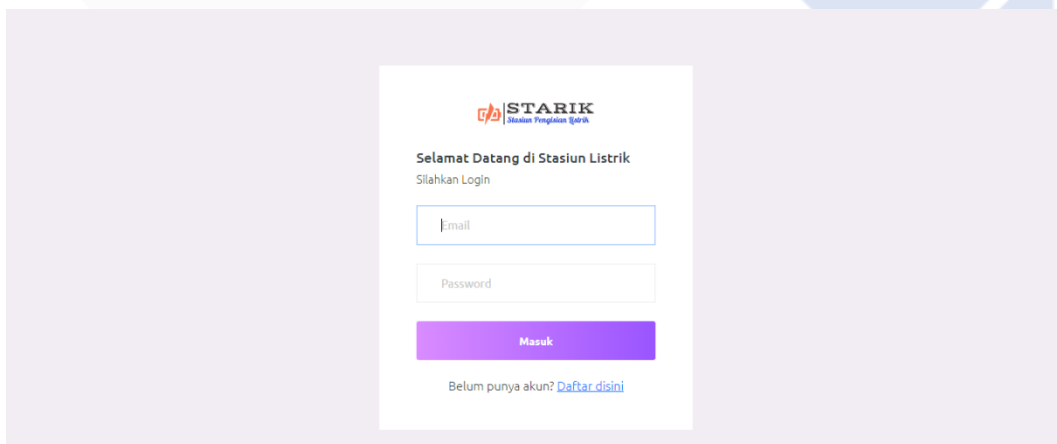 STARIK
Stasiun Pengisian Listrik
Selamat Datang di Stasiun Listrik
Silahkan Login
Email
Password
Masuk
Belum punya akun? Daftar disini